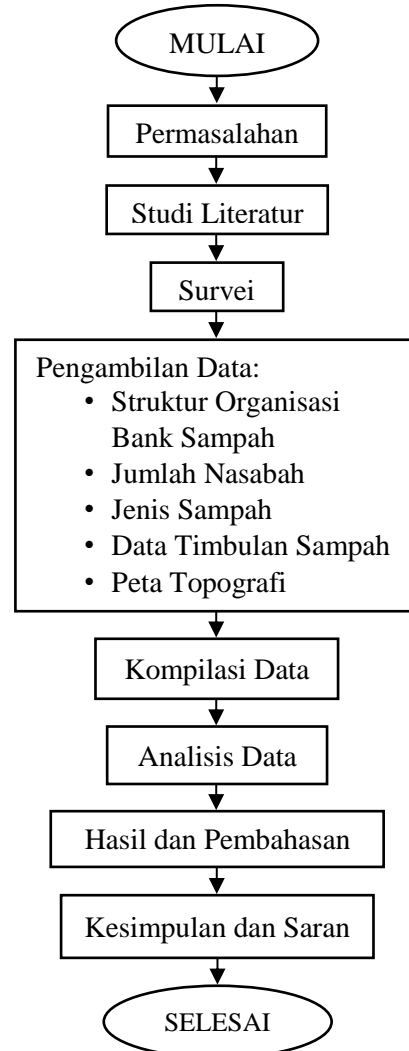 MULAI
Permasalahan
Studi Literatur
Survei
Pengambilan Data:
• Struktur Organisasi
Bank Sampah
• Jumlah Nasabah
• Jenis Sampah
• Data Timbulan Sampah
• Peta Topografi
Kompilasi Data
Analisis Data
Hasil dan Pembahasan
Kesimpulan dan Saran
SELESAI